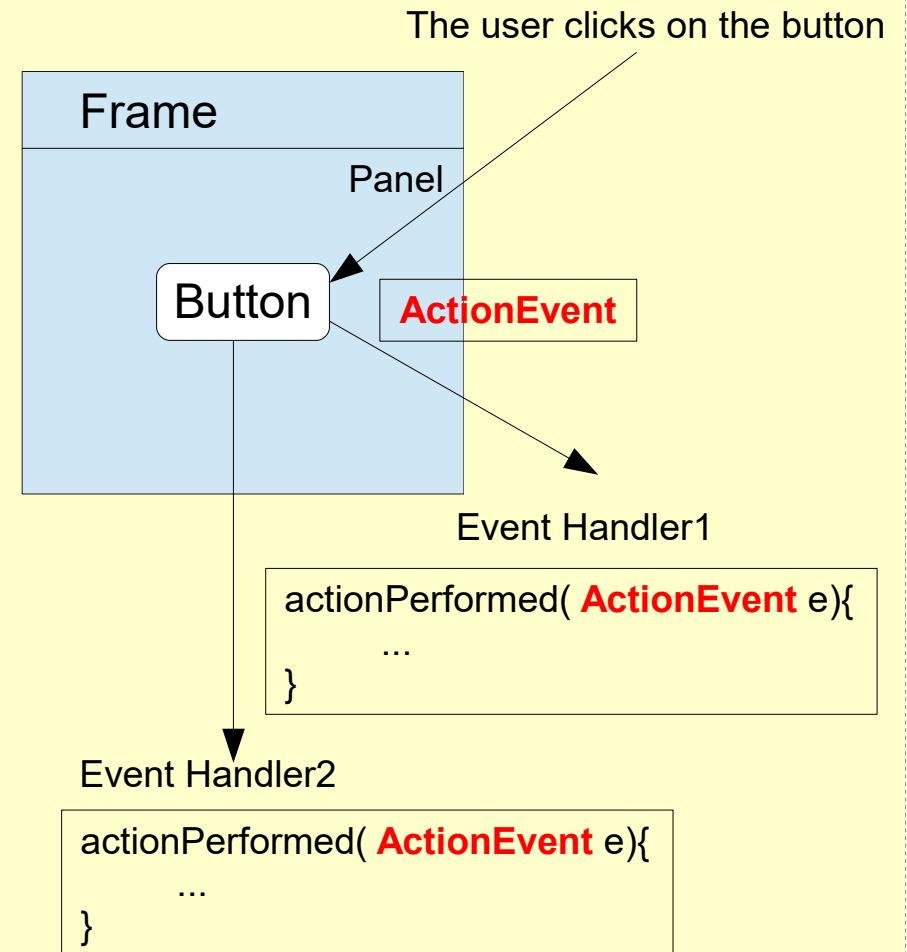 The user clicks on the button
Frame
Panel
Button
ActionEvent
Event Handler1
actionPerformed( ActionEvent e){
...
}
Event Handler2
actionPerformed( ActionEvent e){
...
}